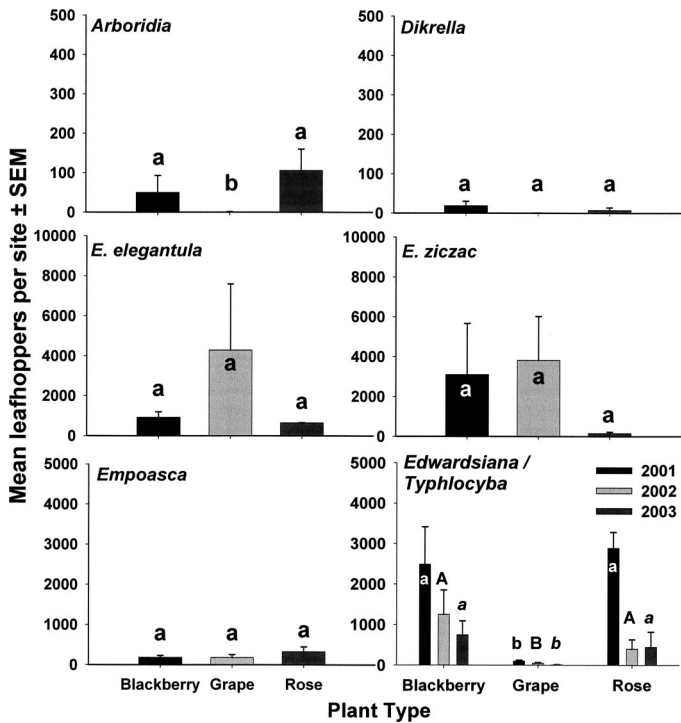 Mean leafhoppers per site ± SEM
Arboridia
500
400
300
200
100
0
a
b
a
Dikrella
500
400
300
200
100
0
a
a
a
E. elegantula
10000
8000
6000
4000
2000
0
a
a
a
E. ziczac
10000
8000
6000
4000
2000
0
a
a
a
Empoasca
5000
4000
3000
2000
1000
0
a
a
a
Blackberry
Grape
Rose
Edwardsiana /
Typhlocyba
2001
2002
2003
5000
4000
3000
2000
1000
0
a
A
a
b
B
b
a
A
a
Blackberry
Grape
Rose
Plant Type